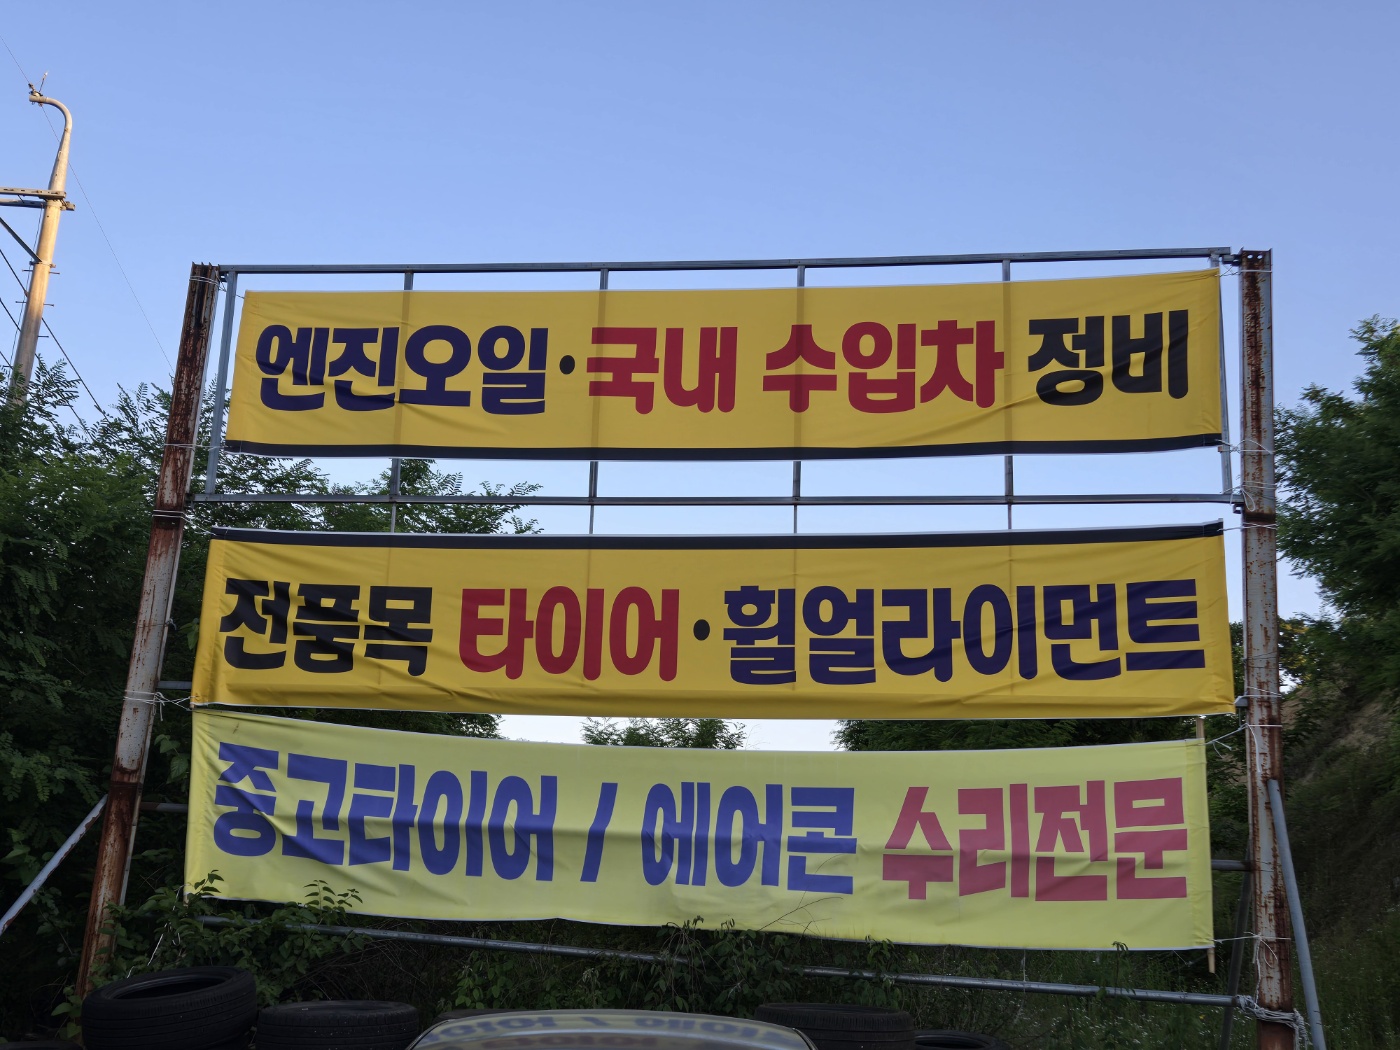 엔진오일·국내 수입차 정비
전품목 타이어·휠얼라이먼트
중고타이어 / 에어콘 수리전문